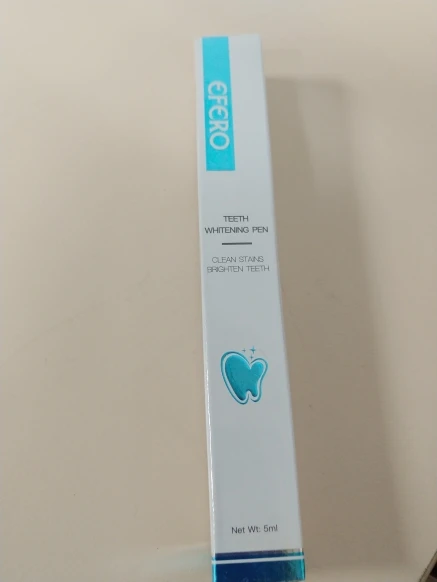 EFERO
TEETH
WHITENING PEN
CLEAN STAINS
BRIGHTEN TEETH
Net Wt: 5ml